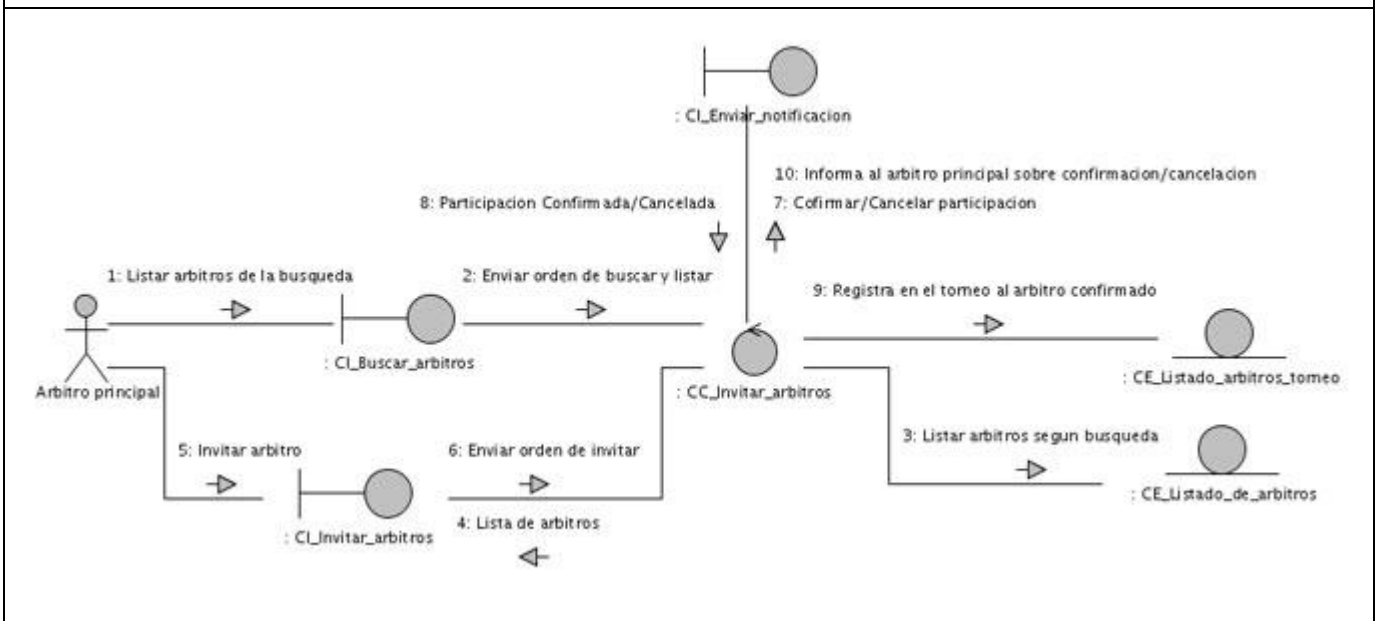 : CI_Enviar_notificacion
10: Informa al arbitro principal sobre confirmacion/cancelacion
8: Participacion Confirmada/Cancelada
7: Cofirmar/Cancelar participacion
1: Listar arbitros de la busqueda
2: Enviar orden de buscar y listar
9: Registra en el torneo al arbitro confirmado
: CI_Buscar_arbitros
: CE_Listado_arbitros_torneo
Arbitro principal
: CC_Invitar_arbitros
5: Invitar arbitro
6: Enviar orden de invitar
3: Listar arbitros segun busqueda
: CE_Listado_de_arbitros
4: Lista de arbitros
: CI_Invitar_arbitros